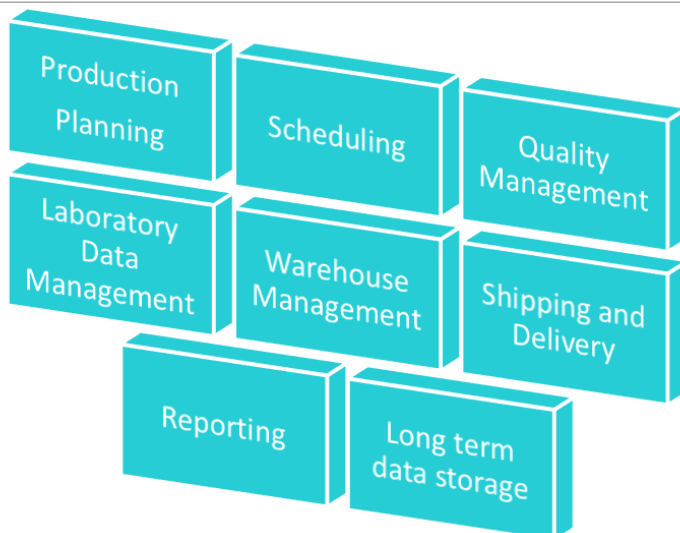 Production
Planning
Scheduling
Quality
Management
Laboratory
Data
Management
Warehouse
Management
Shipping and
Delivery
Reporting
Long term
data storage